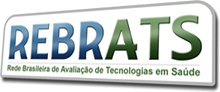 REBRATS
Rede Brasileira de Avaliação de Tecnologias em Saúde